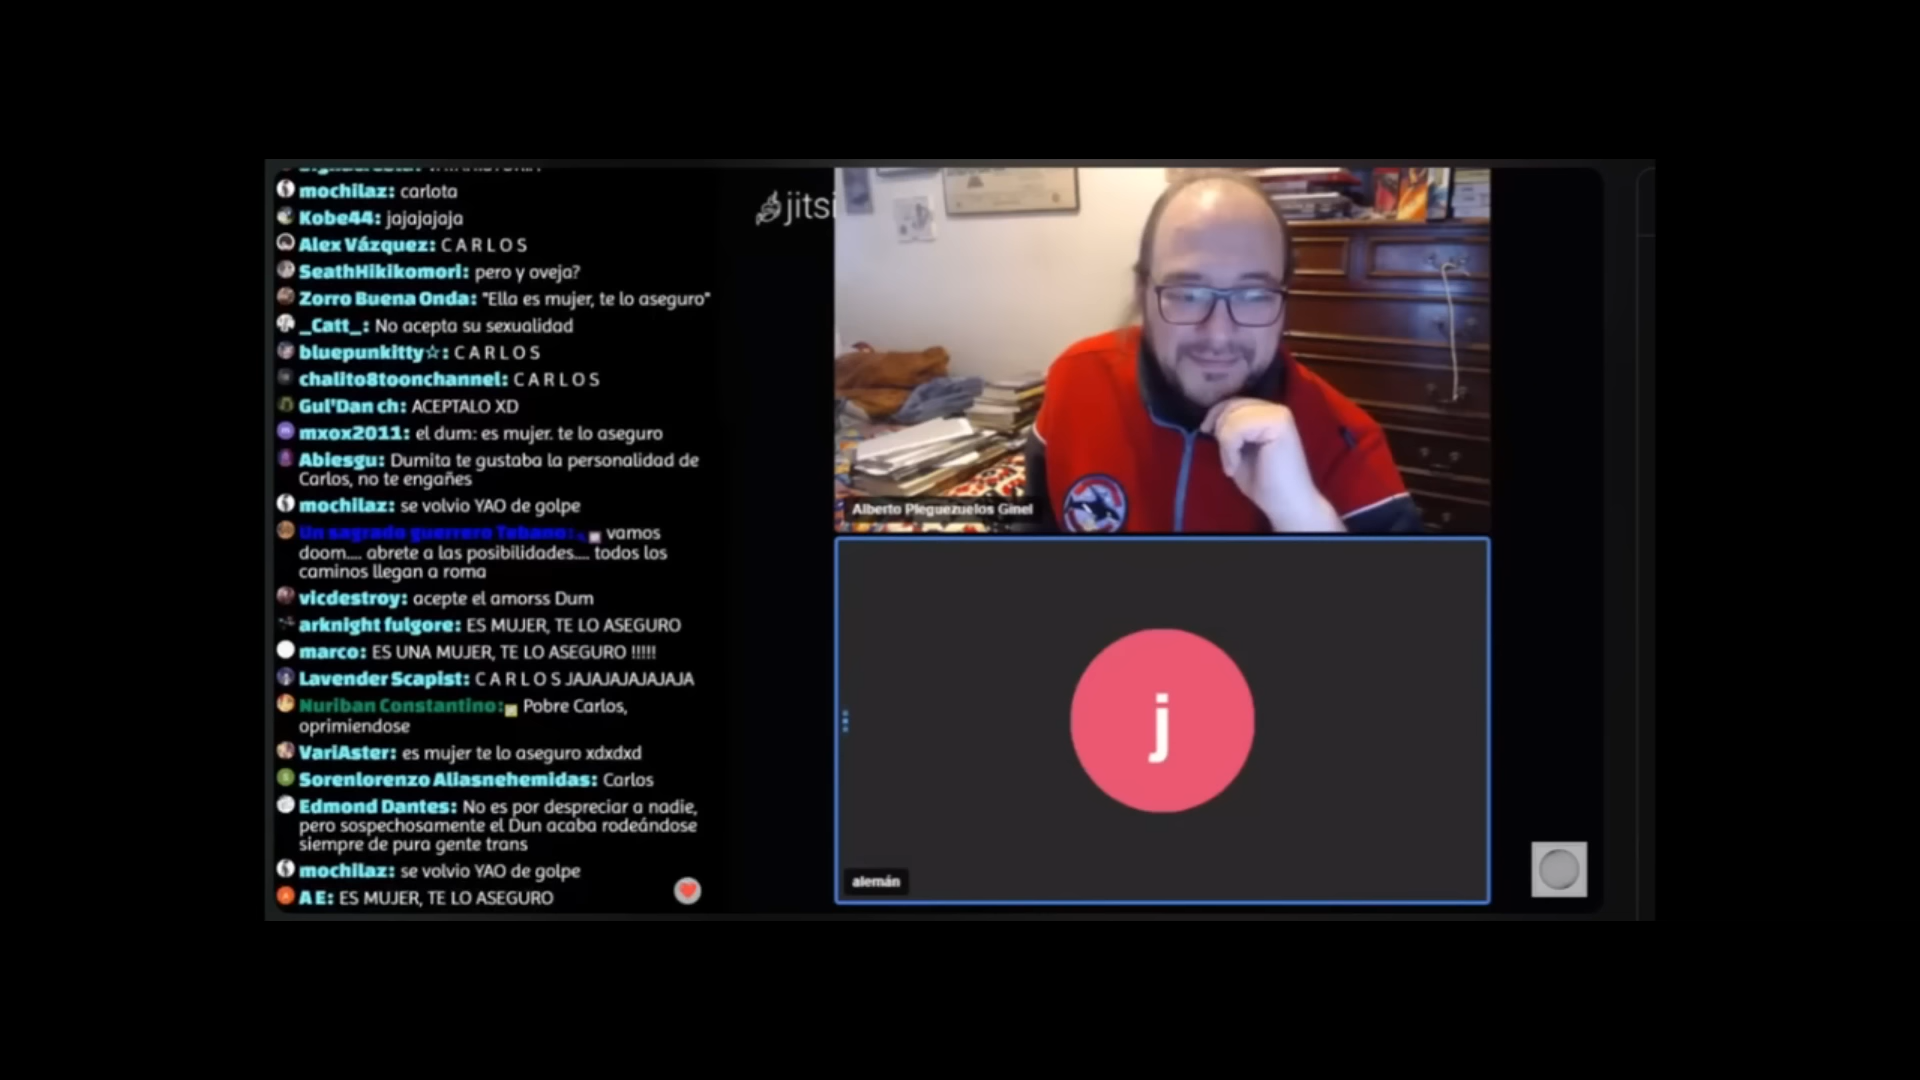 mochilaz: carlota
Kobe44: jajajajaja
Alex Vázquez: C A R L O S
SeathHikikomori: pero y oveja?
Zorro Buena Onda: "Ella es mujer, te lo aseguro"
_Catt_: No acepta su sexualidad
bluepunkitty☆: C A R L O S
chalito8toonchannel: C A R L O S
Gul'Dan ch: ACEPTALO XD
mxox2011: el dum: es mujer. te lo aseguro
Abiesgu: Dumita te gustaba la personalidad de
Carlos, no te engañes
mochilaz: se volvio YAO de golpe
Un sagrado guerrero Tebano: vamos
doom.... abrete a las posibilidades.... todos los
caminos llegan a roma
vicdestroy: acepte el amorss Dum
arknight fulgore: ES MUJER, TE LO ASEGURO
marco: ES UNA MUJER, TE LO ASEGURO !!!!!
Lavender Scapist: C A R L O S JAJAJAJAJAJAJA
Nuriban Constantino: Pobre Carlos,
oprimiendose
VariAster: es mujer te lo aseguro xdxdxd
Sorenlorenzo Aliasnehemidas: Carlos
Edmond Dantes: No es por despreciar a nadie,
pero sospechosamente el Dun acaba rodeándose
siempre de pura gente trans
mochilaz: se volvio YAO de golpe
A E: ES MUJER, TE LO ASEGURO
jitsi
Alberto Pleguezuelos Ginel
j
alemán